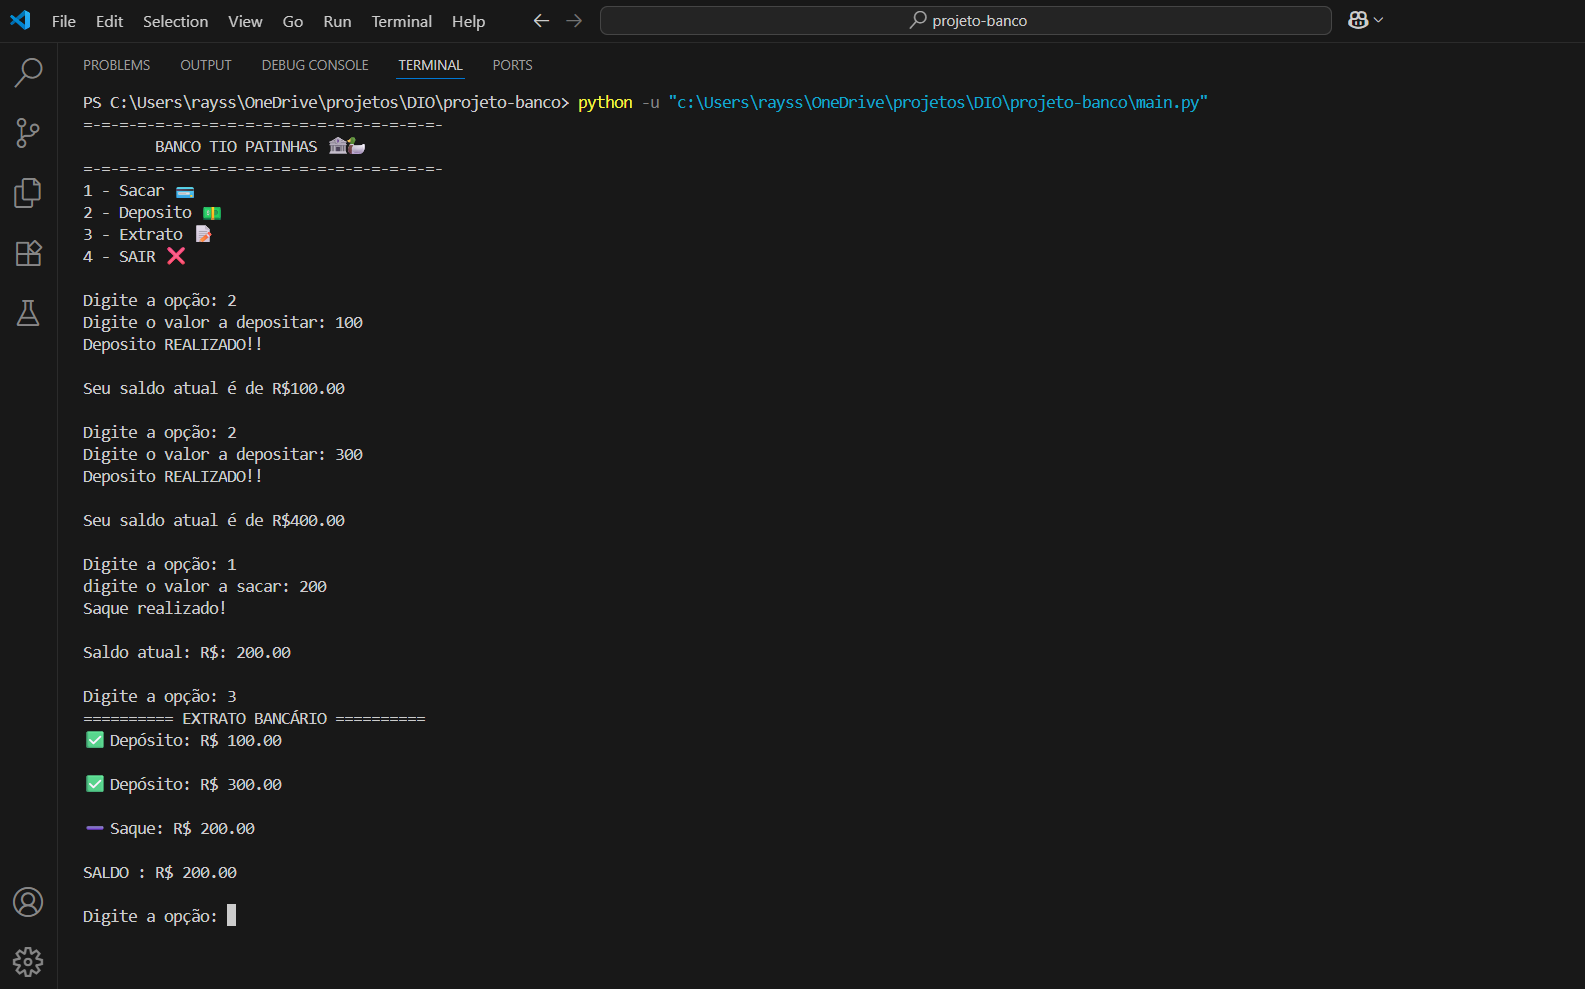 File Edit Selection View Go Run Terminal Help projeto-banco
PROBLEMS OUTPUT DEBUG CONSOLE TERMINAL PORTS
PS C:\Users\rayss\OneDrive\projetos\DIO\projeto-banco> python -u "c:\Users\rayss\OneDrive\projetos\DIO\projeto-banco\main.py"
=-=-=-=-=-=-=-=-=-=-=-=-=-=-=-=-=-=-=-=-
BANCO TIO PATINHAS 🏦🦆
=-=-=-=-=-=-=-=-=-=-=-=-=-=-=-=-=-=-=-=-
1 - Sacar 💳
2 - Deposito 💵
3 - Extrato 📝
4 - SAIR ❌
Digite a opção: 2
Digite o valor a depositar: 100
Deposito REALIZADO!!
Seu saldo atual é de R$100.00
Digite a opção: 2
Digite o valor a depositar: 300
Deposito REALIZADO!!
Seu saldo atual é de R$400.00
Digite a opção: 1
digite o valor a sacar: 200
Saque realizado!
Saldo atual: R$: 200.00
Digite a opção: 3
========== EXTRATO BANCÁRIO ==========
✅ Depósito: R$ 100.00
✅ Depósito: R$ 300.00
➖ Saque: R$ 200.00
SALDO : R$ 200.00
Digite a opção: